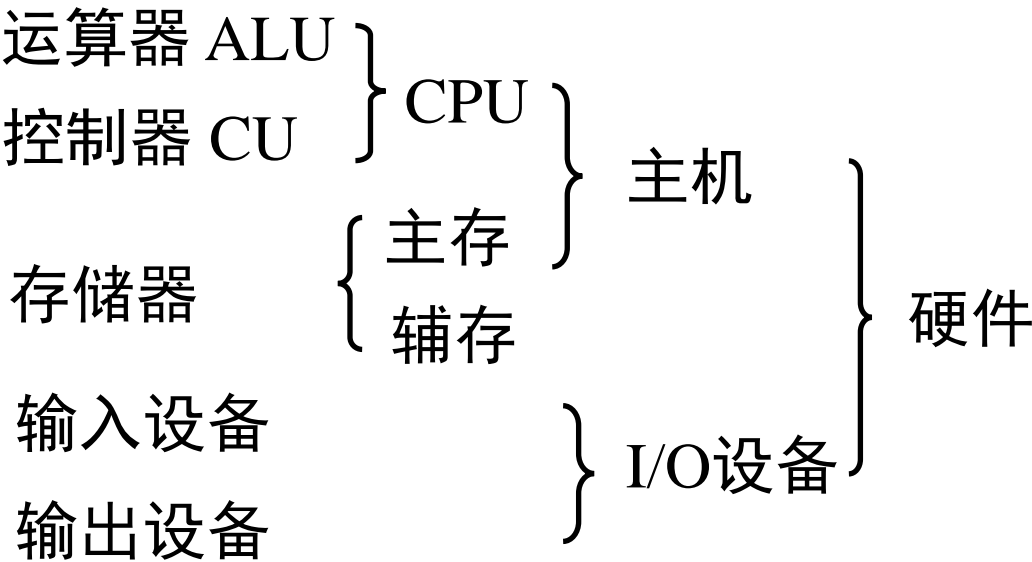 运算器 ALU
控制器 CU
CPU
主存
存储器
辅存
主机
输入设备
输出设备
I/O设备
硬件